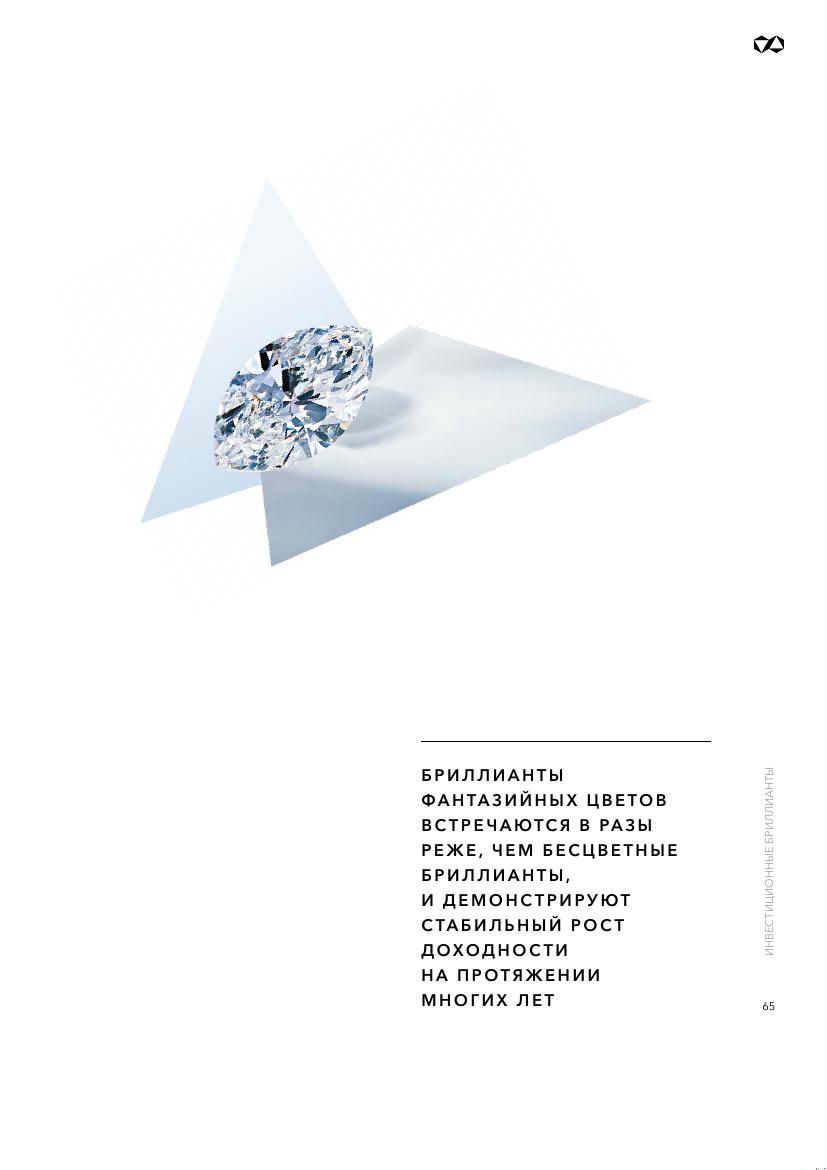 БРИЛЛИАНТЫ
ФАНТАЗИЙНЫХ ЦВЕТОВ
ВСТРЕЧАЮТСЯ В РАЗЫ
РЕЖЕ, ЧЕМ БЕСЦВЕТНЫЕ
БРИЛЛИАНТЫ,
И ДЕМОНСТРИРУЮТ
СТАБИЛЬНЫЙ РОСТ
ДОХОДНОСТИ
НА ПРОТЯЖЕНИИ
МНОГИХ ЛЕТ
ИНВЕСТИЦИОННЫЕ БРИЛЛИАНТЫ
65